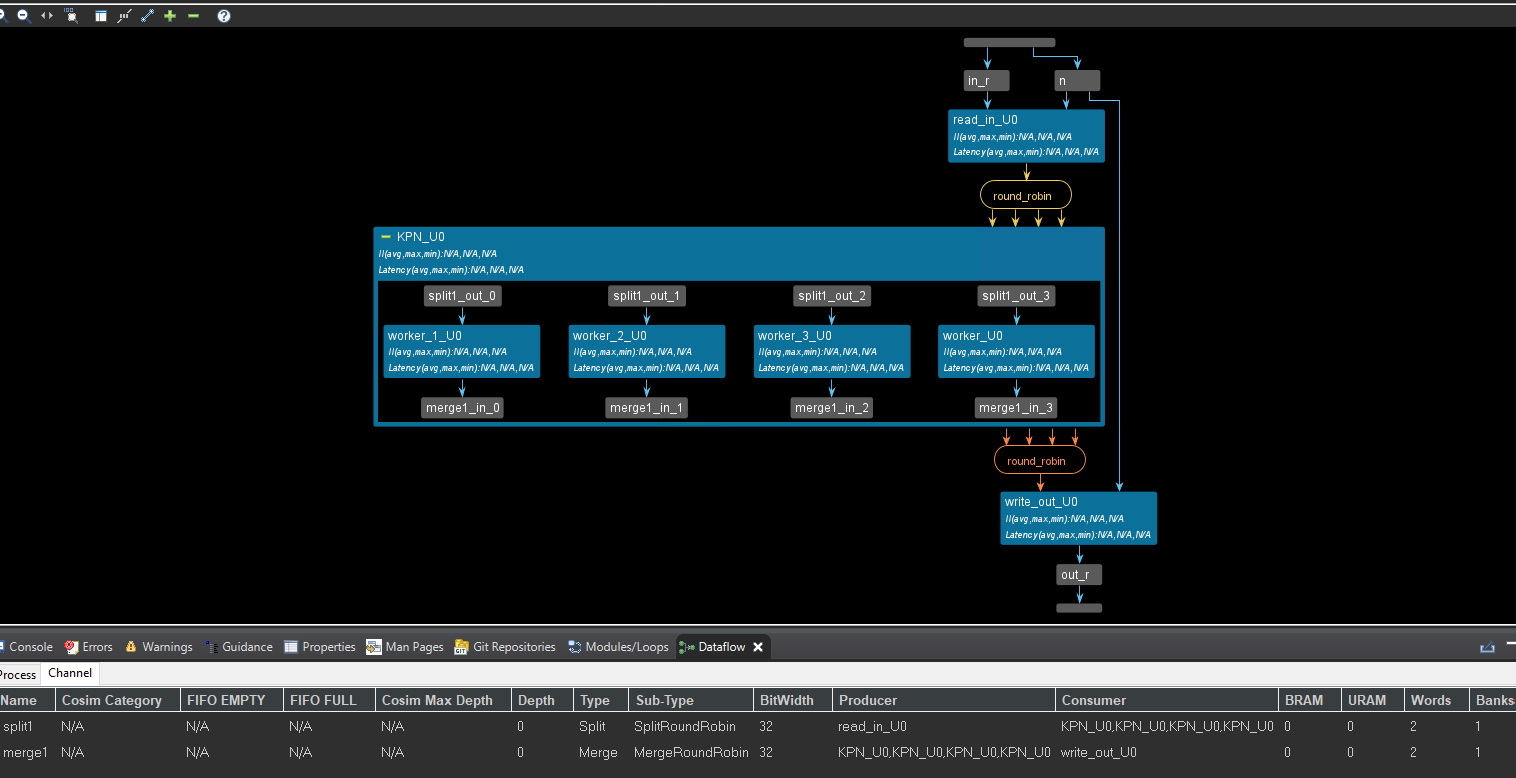 in_r
n
read_in_U0
II(avg,max,min):N/A,N/A,N/A
Latency(avg,max,min):N/A,N/A,N/A
round_robin
KPN_U0
II(avg,max,min):N/A,N/A,N/A
Latency(avg,max,min):N/A,N/A,N/A
split1_out_0 split1_out_1 split1_out_2 split1_out_3
worker_1_U0 worker_2_U0 worker_3_U0 worker_U0
II(avg,max,min):N/A,N/A,N/A II(avg,max,min):N/A,N/A,N/A II(avg,max,min):N/A,N/A,N/A II(avg,max,min):N/A,N/A,N/A
Latency(avg,max,min):N/A,N/A,N/A Latency(avg,max,min):N/A,N/A,N/A Latency(avg,max,min):N/A,N/A,N/A Latency(avg,max,min):N/A,N/A,N/A
merge1_in_0 merge1_in_1 merge1_in_2 merge1_in_3
round_robin
write_out_U0
II(avg,max,min):N/A,N/A,N/A
Latency(avg,max,min):N/A,N/A,N/A
out_r
Console Errors Warnings Guidance Properties Man Pages GIT Git Repositories Modules/Loops Dataflow
Process Channel
Name Cosim Category FIFO EMPTY FIFO FULL Cosim Max Depth Depth Type Sub-Type BitWidth Producer Consumer BRAM URAM Words Banks
split1 N/A N/A N/A N/A 0 Split SplitRoundRobin 32 read_in_U0 KPN_U0,KPN_U0,KPN_U0,KPN_U0 0 0 2 1
merge1 N/A N/A N/A N/A 0 Merge MergeRoundRobin 32 KPN_U0,KPN_U0,KPN_U0,KPN_U0 write_out_U0 0 0 2 1